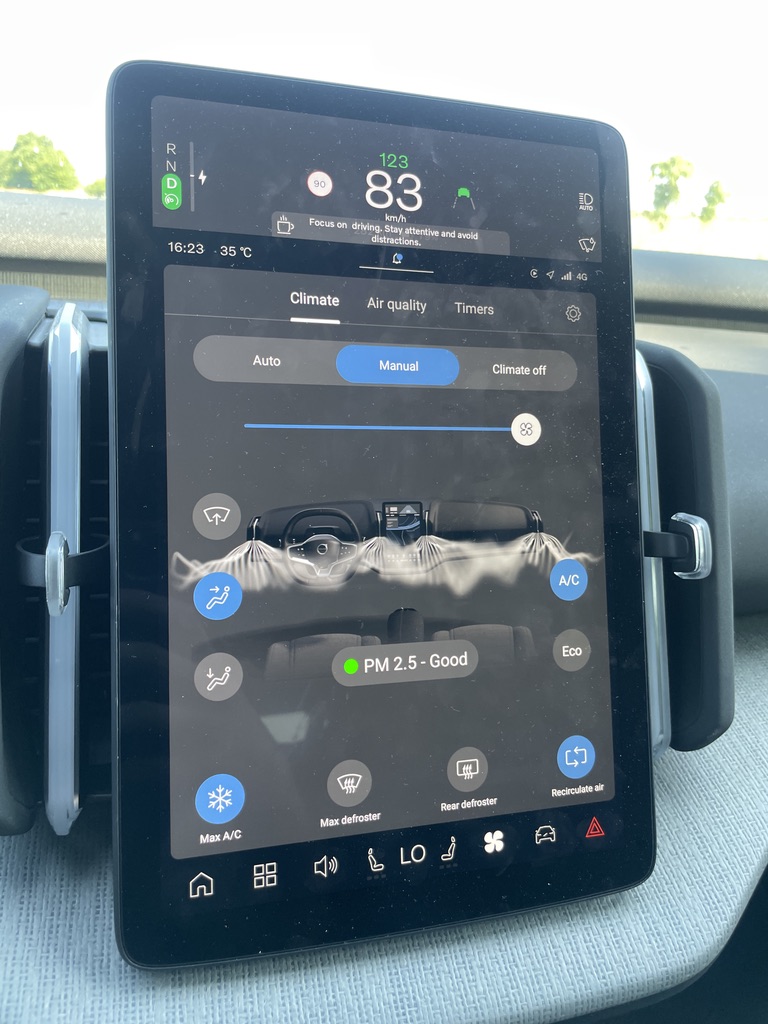 R
N
D
90
123
83
km/h
AUTO
Focus on driving. Stay attentive and avoid
distractions.
16:23 35 °C
4G
Climate Air quality Timers
Auto Manual Climate off
A/C
PM 2.5 - Good
Eco
Max A/C Max defroster Rear defroster Recirculate air
LO